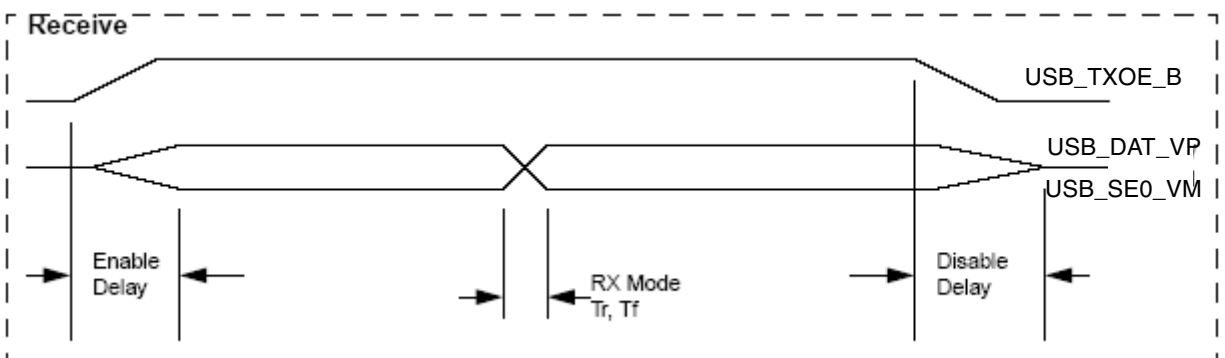 Receive
USB_TXOE_B
USB_DAT_VP
USB_SE0_VM
Enable
Delay
RX Mode
Tr, Tf
Disable
Delay